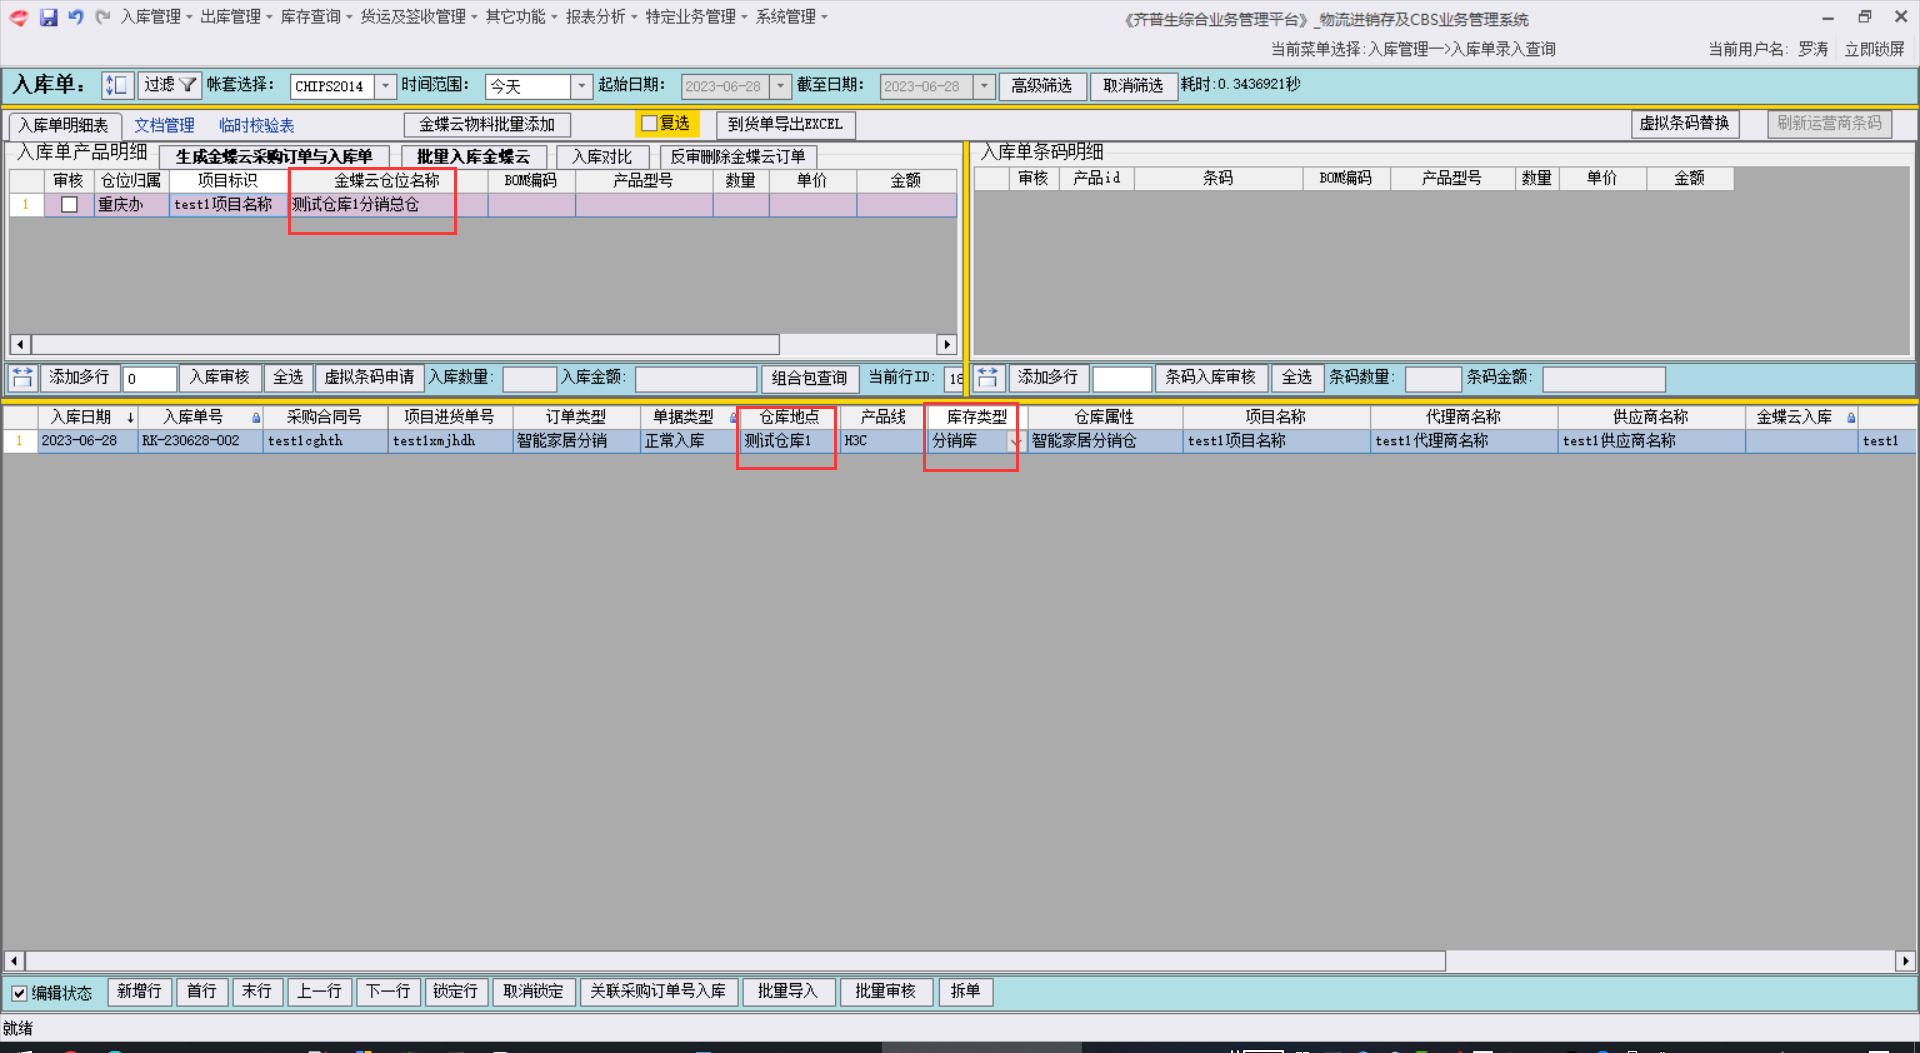 入库管理 出库管理 库存查询 货运及签收管理 其它功能 报表分析 特定业务管理 系统管理
《齐普生综合业务管理平台》_物流进销存及CBS业务管理系统
当前菜单选择:入库管理—>入库单录入查询
当前用户名: 罗涛 立即锁屏
入库单: 过滤 帐套选择: CHIPS2014 时间范围: 今天 起始日期: 2023-06-28 截至日期: 2023-06-28 高级筛选 取消筛选 耗时:0.3436921秒
入库单明细表 文档管理 临时校验表 金蝶云物料批量添加 复选 到货单导出EXCEL 虚拟条码替换 刷新运营商条码
入库单产品明细 生成金蝶云采购订单与入库单 批量入库金蝶云 入库对比 反审删除金蝶云订单
审核 仓位归属 项目标识 金蝶云仓位名称 BOM编码 产品型号 数量 单价 金额
1 重庆办 test1项目名称 测试仓库1分销总仓
入库单条码明细
审核 产品id 条码 BOM编码 产品型号 数量 单价 金额
添加多行 0 入库审核 全选 虚拟条码申请 入库数量: 入库金额: 组合包查询 当前行ID: 18
添加多行 条码入库审核 全选 条码数量: 条码金额:
入库日期 入库单号 采购合同号 项目进货单号 订单类型 单据类型 仓库地点 产品线 库存类型 仓库属性 项目名称 代理商名称 供应商名称 金蝶云入库
1 2023-06-28 RK-230628-002 test1cghth test1xmjhdh 智能家居分销 正常入库 测试仓库1 H3C 分销库 智能家居分销仓 test1项目名称 test1代理商名称 test1供应商名称 test1
编辑状态 新增行 首行 末行 上一行 下一行 锁定行 取消锁定 关联采购订单号入库 批量导入 批量审核 拆单
就绪